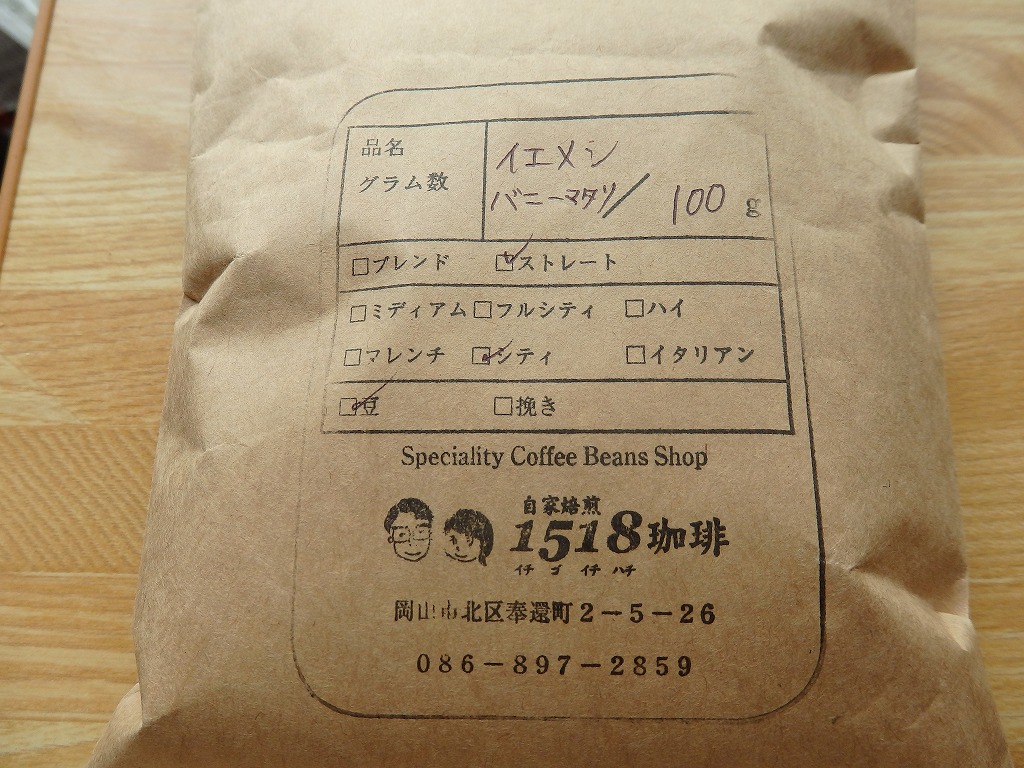 品名
グラム数
イエメン
バニーマタリ/100g
□ブレンド ☑ストレート
□ミディアム□フルシティ □ハイ
□フレンチ ☑シティ □イタリアン
☑豆 □挽き
Speciality Coffee Beans Shop
自家焙煎
1518珈琲
イチ ゴ イチ ハチ
岡山市北区奉還町2-5-26
086-897-2859